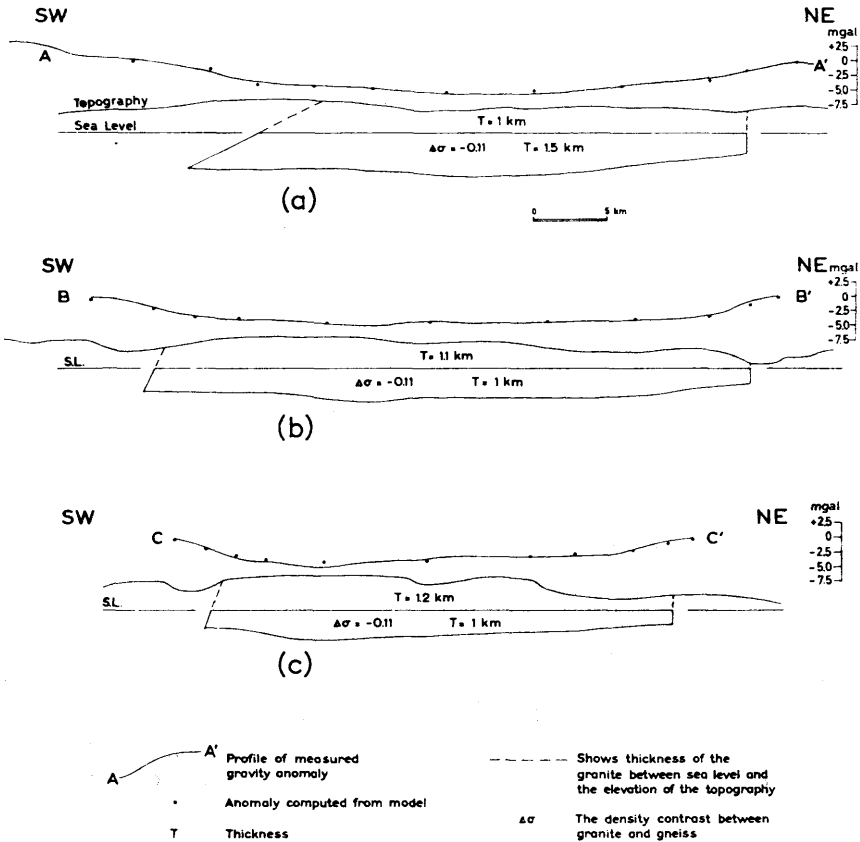 SW
NE
mgal
+25
0
-2.5
-5.0
-7.5
A
A'
Topography
Sea Level
T = 1 km
Δσ = -0.11 T = 1.5 km
(a)
0 5 km
SW
NE mgal
+2.5
0
-2.5
-5.0
-7.5
B
B'
S.L.
T = 1.1 km
Δσ = -0.11 T = 1 km
(b)
SW
NE
mgal
+2.5
0
-2.5
-5.0
-7.5
C
C'
S.L.
T = 1.2 km
Δσ = -0.11 T = 1 km
(c)
A A' Profile of measured
gravity anomaly
Anomaly computed from model
T Thickness
Shows thickness of the
granite between sea level and
the elevation of the topography
Δσ The density contrast between
granite and gneiss